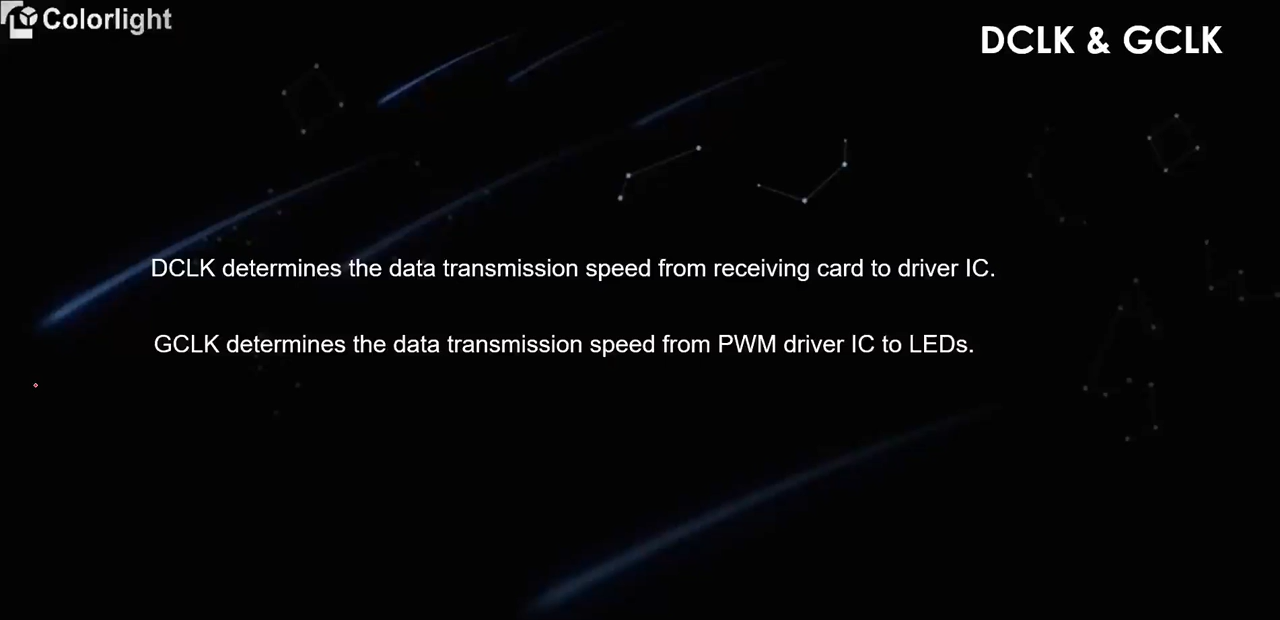 Colorlight
DCLK & GCLK
DCLK determines the data transmission speed from receiving card to driver IC.
GCLK determines the data transmission speed from PWM driver IC to LEDs.